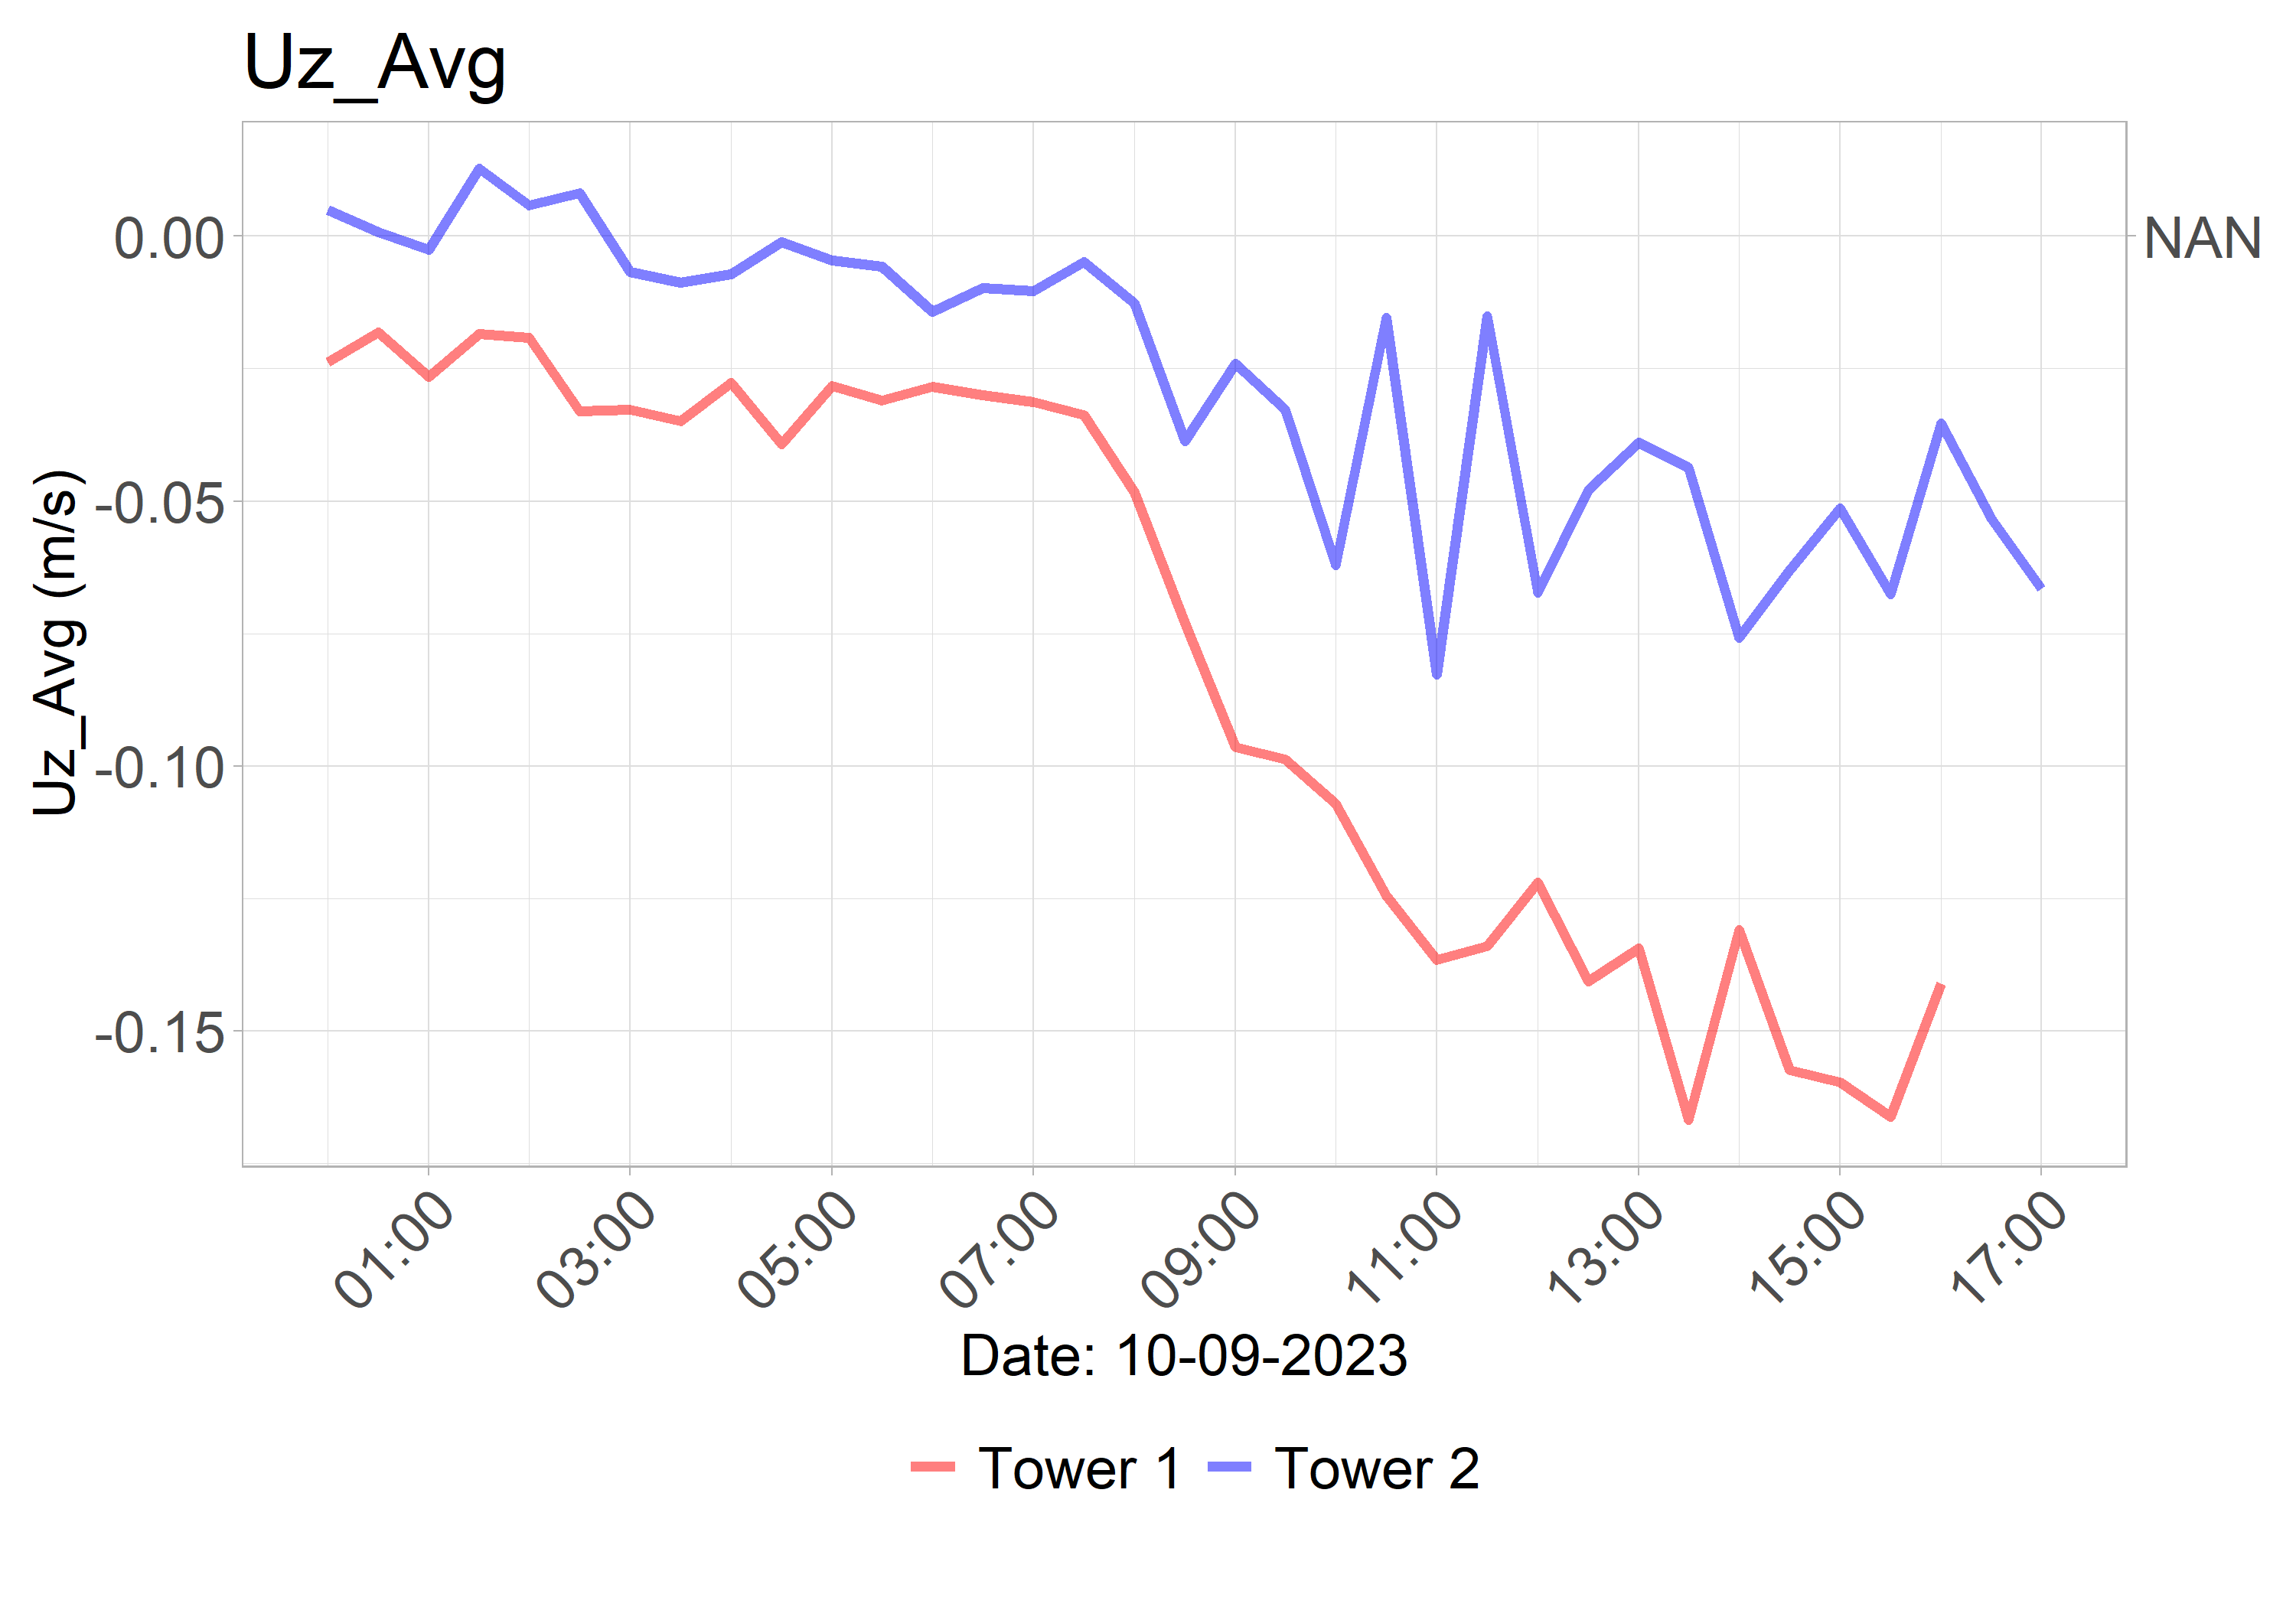 Uz_Avg
0.00
-0.05
-0.10
-0.15
NAN
Uz_Avg (m/s)
01:00 03:00 05:00 07:00 09:00 11:00 13:00 15:00 17:00
Date: 10-09-2023
Tower 1 Tower 2